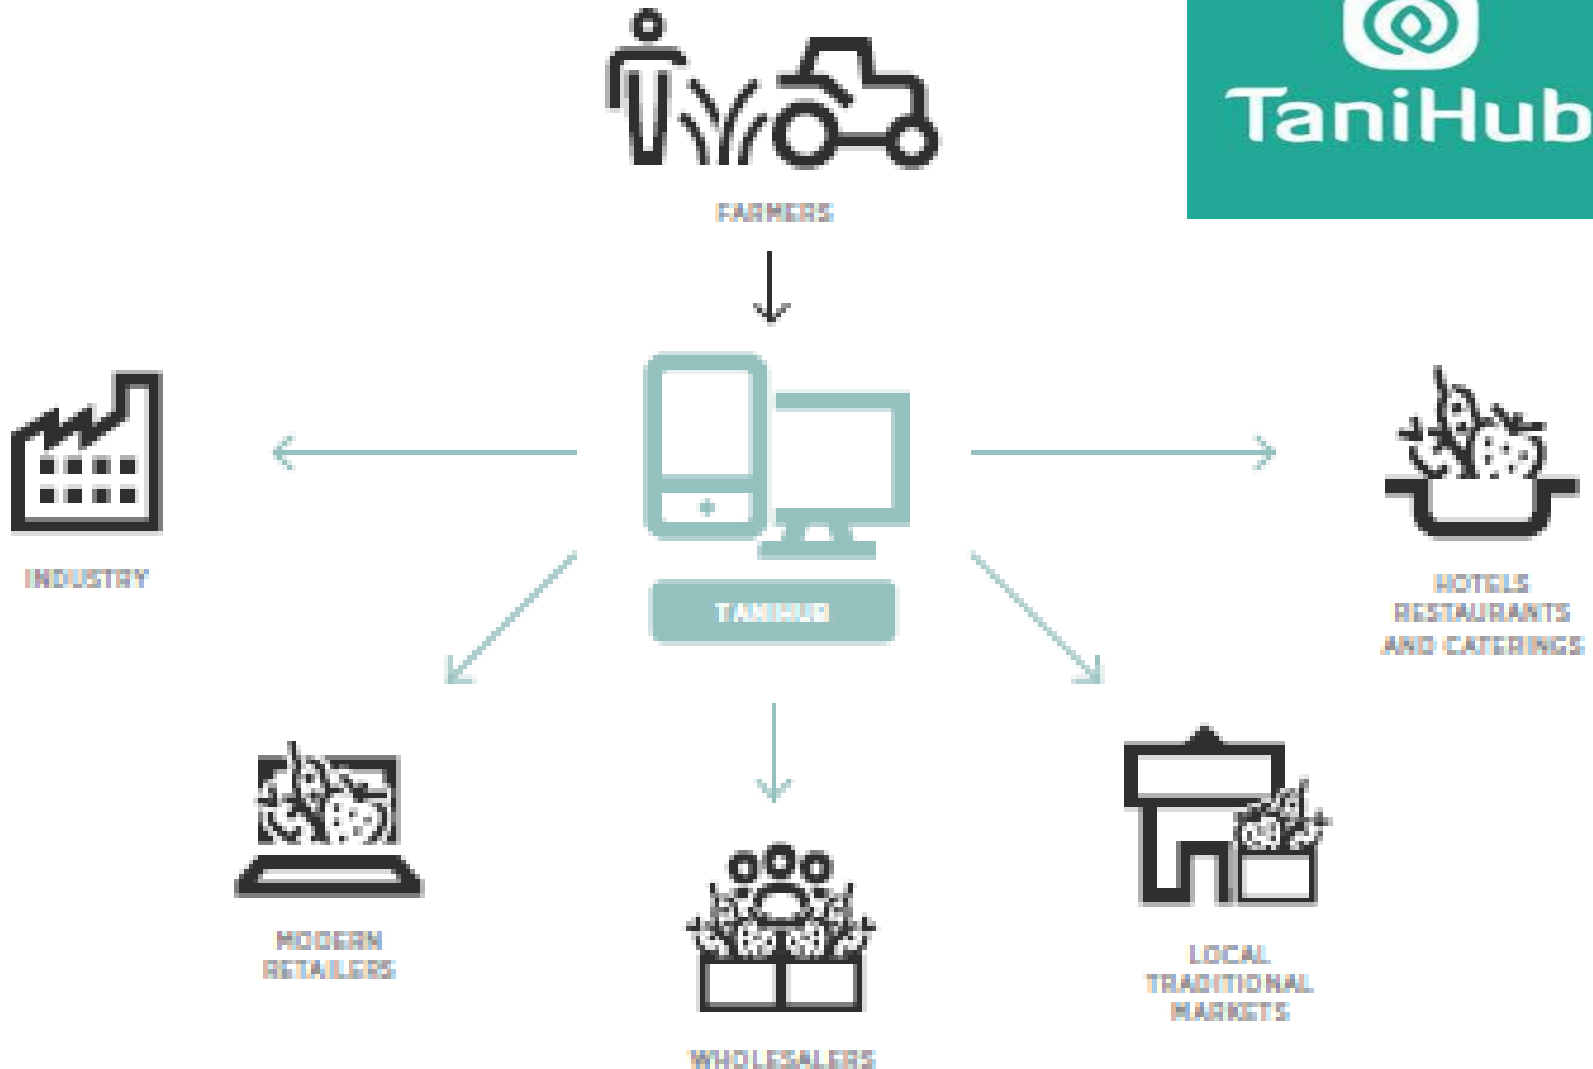 TaniHub
FARMERS
INDUSTRY
TANIHUB
HOTELS
RESTAURANTS
AND CATERINGS
MODERN
RETAILERS
LOCAL
TRADITIONAL
MARKETS
WHOLESALERS